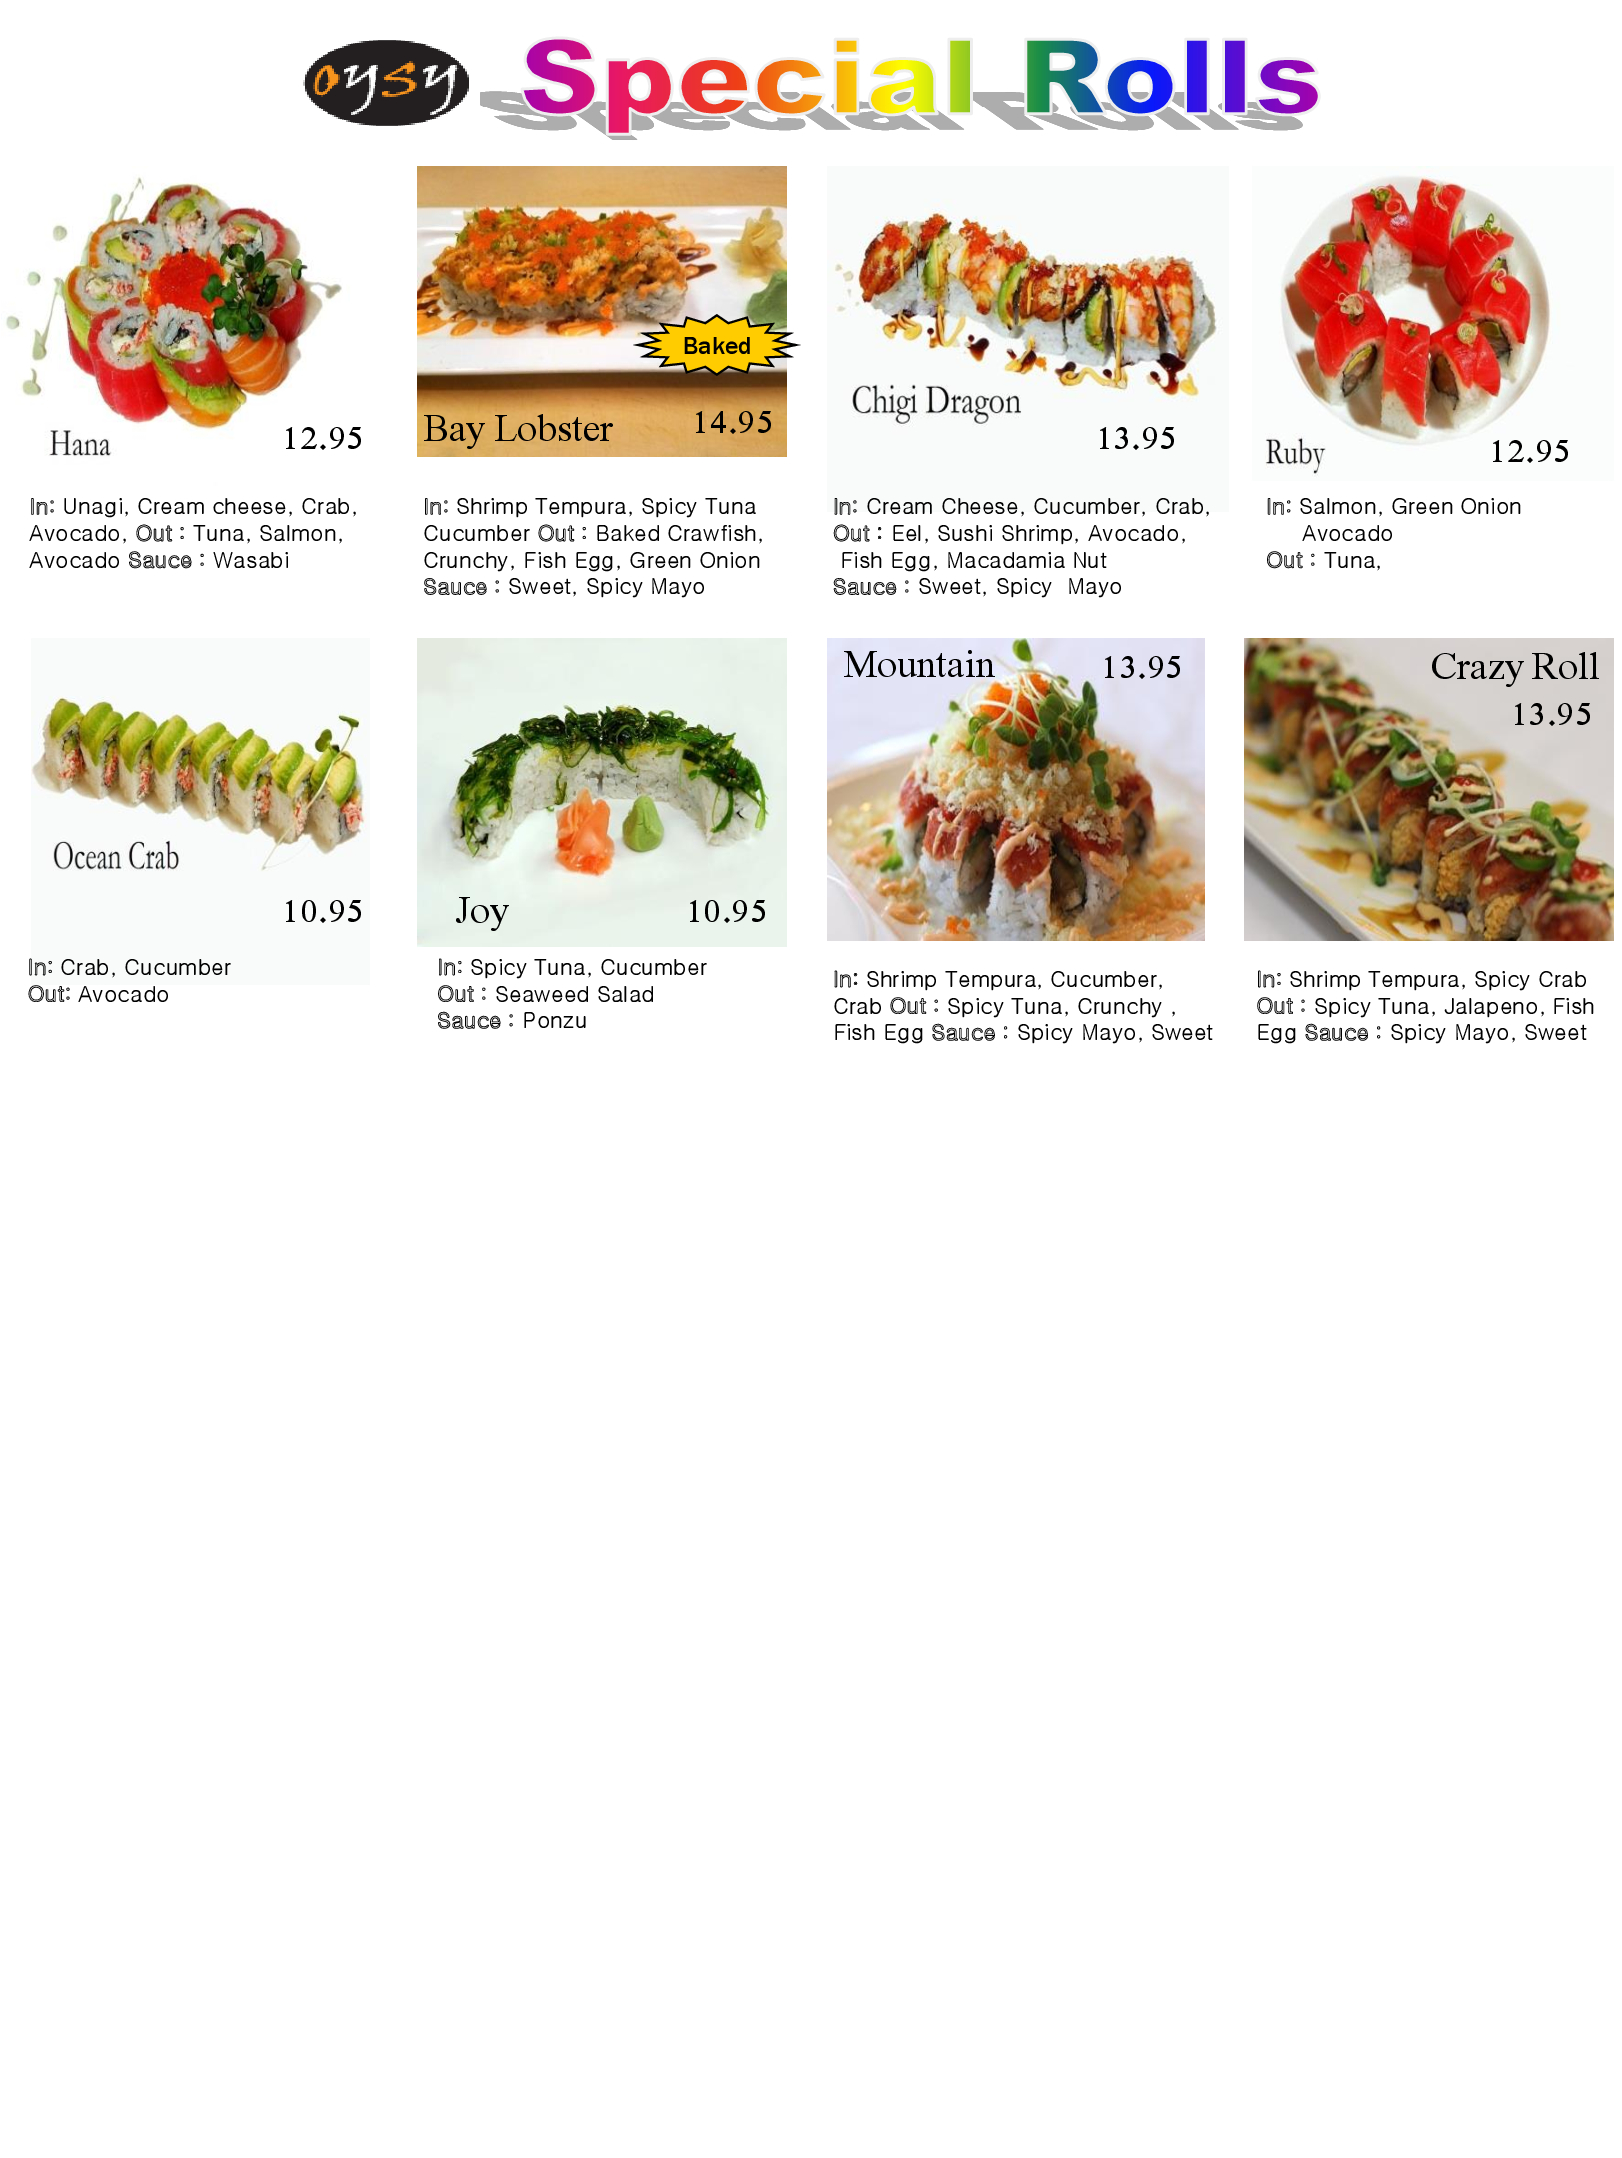 oysy Special Rolls
Hana 12.95
In: Unagi, Cream cheese, Crab,
Avocado, Out : Tuna, Salmon,
Avocado Sauce : Wasabi
Baked
Bay Lobster 14.95
In: Shrimp Tempura, Spicy Tuna
Cucumber Out : Baked Crawfish,
Crunchy, Fish Egg, Green Onion
Sauce : Sweet, Spicy Mayo
Chigi Dragon
13.95
In: Cream Cheese, Cucumber, Crab,
Out : Eel, Sushi Shrimp, Avocado,
Fish Egg, Macadamia Nut
Sauce : Sweet, Spicy Mayo
Ruby 12.95
In: Salmon, Green Onion
Avocado
Out : Tuna,
Ocean Crab
10.95
In: Crab, Cucumber
Out: Avocado
Joy 10.95
In: Spicy Tuna, Cucumber
Out : Seaweed Salad
Sauce : Ponzu
Mountain 13.95
In: Shrimp Tempura, Cucumber,
Crab Out : Spicy Tuna, Crunchy ,
Fish Egg Sauce : Spicy Mayo, Sweet
Crazy Roll
13.95
In: Shrimp Tempura, Spicy Crab
Out : Spicy Tuna, Jalapeno, Fish
Egg Sauce : Spicy Mayo, Sweet